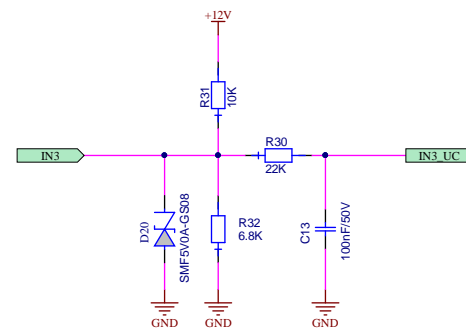 +12V
R31
10K
IN3
R30
22K
IN3_UC
D20
SMF5V0A-GS08
R32
6.8K
C13
100nF/50V
GND
GND
GND